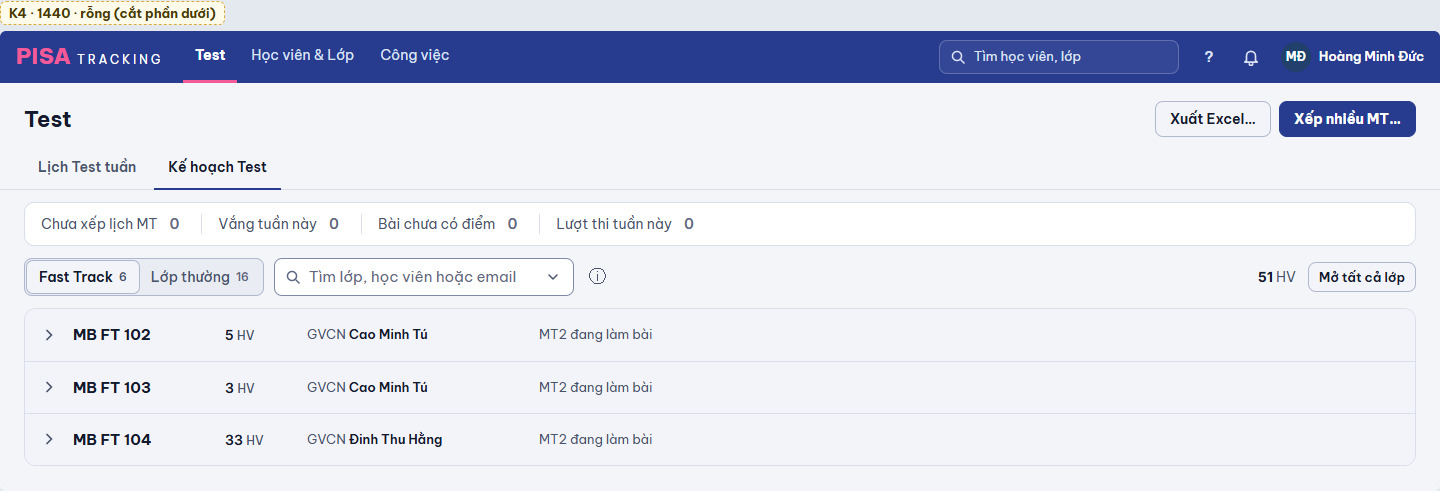 K4 · 1440 · rỗng (cắt phần dưới)
PISA TRACKING Test Học viên & Lớp Công việc Tìm học viên, lớp ? MĐ Hoàng Minh Đức
Test Xuất Excel... Xếp nhiều MT...
Lịch Test tuần Kế hoạch Test
Chưa xếp lịch MT 0 Vắng tuần này 0 Bài chưa có điểm 0 Lượt thi tuần này 0
Fast Track 6 Lớp thường 16 Tìm lớp, học viên hoặc email 51 HV Mở tất cả lớp
MB FT 102 5 HV GVCN Cao Minh Tú MT2 đang làm bài
MB FT 103 3 HV GVCN Cao Minh Tú MT2 đang làm bài
MB FT 104 33 HV GVCN Đinh Thu Hằng MT2 đang làm bài